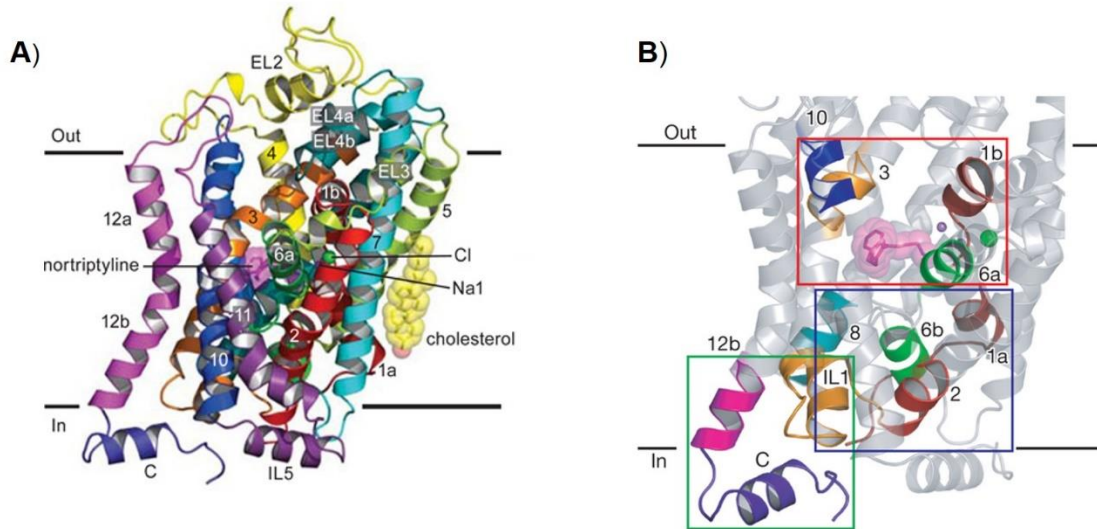 A)
EL2
EL4a
Out
EL4b
4
EL3
1b
5
12a
3
7
6a
nortriptyline
Cl
Na1
11
12b
2
cholesterol
10
1a
In
C
IL5
B)
10
Out
1b
3
6a
8
6b
12b
1a
IL1
2
In
C